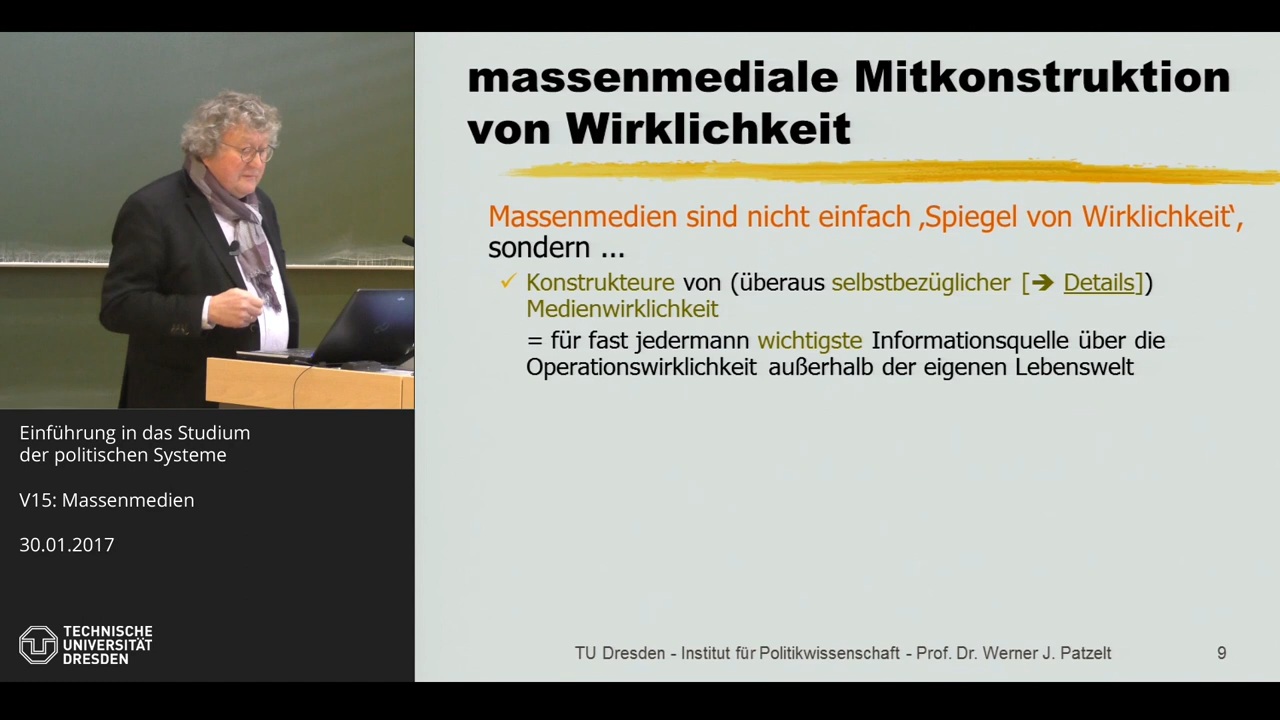 massenmediale Mitkonstruktion
von Wirklichkeit
Massenmedien sind nicht einfach ‚Spiegel von Wirklichkeit‘,
sondern ...
✓ Konstrukteure von (überaus selbstbezüglicher [➔ Details])
Medienwirklichkeit
= für fast jedermann wichtigste Informationsquelle über die
Operationswirklichkeit außerhalb der eigenen Lebenswelt
Einführung in das Studium
der politischen Systeme
V15: Massenmedien
30.01.2017
TECHNISCHE
UNIVERSITÄT
DRESDEN
TU Dresden - Institut für Politikwissenschaft - Prof. Dr. Werner J. Patzelt
9